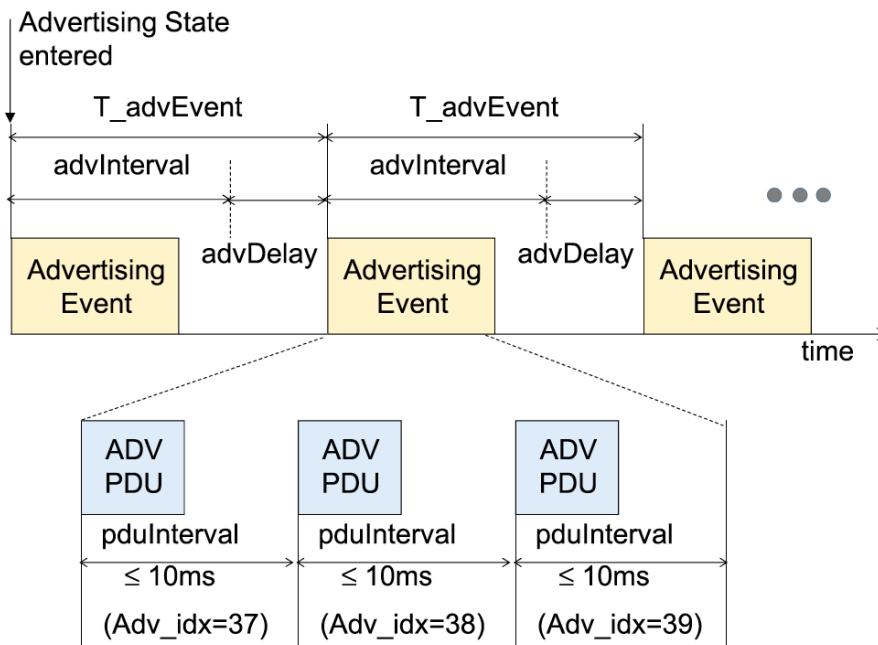 Advertising State
entered
T_advEvent
T_advEvent
advInterval
advInterval
advDelay
advDelay
Advertising
Event
Advertising
Event
Advertising
Event
time
ADV
PDU
ADV
PDU
ADV
PDU
pduInterval
pduInterval
pduInterval
≤ 10ms
≤ 10ms
≤ 10ms
(Adv_idx=37)
(Adv_idx=38)
(Adv_idx=39)